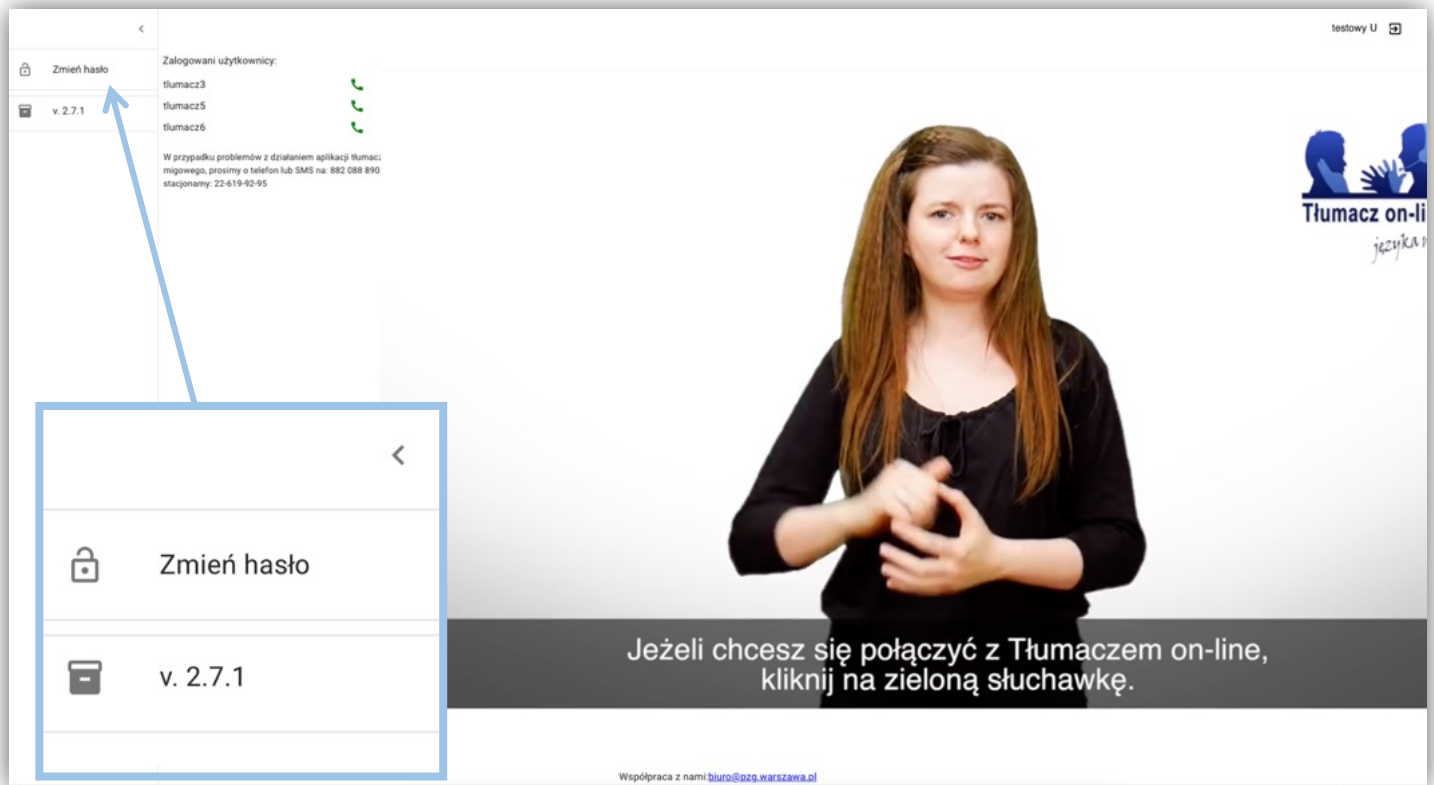 testowy U
Zmień hasło
v. 2.7.1
Zalogowani użytkownicy:
tlumacz3
tlumacz5
tlumacz6
W przypadku problemów z działaniem aplikacji tłumacz
migowego, prosimy o telefon lub SMS na: 882 088 890
stacjonarny: 22-619-92-95
Tłumacz on-li
języka
Zmień hasło
v. 2.7.1
Jeżeli chcesz się połączyć z Tłumaczem on-line,
kliknij na zieloną słuchawkę.
Współpraca z nami:biuro@pzg.warszawa.pl